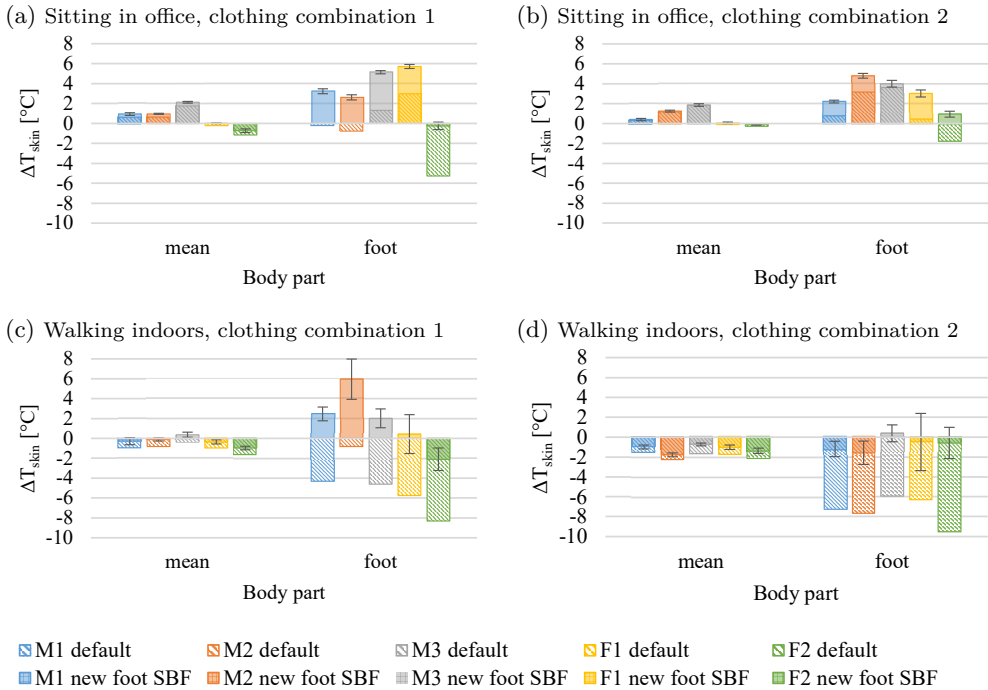 (a) Sitting in office, clothing combination 1
8
6
4
2
0
-2
-4
-6
-8
-10
ΔTskin [°C]
mean foot
Body part
(b) Sitting in office, clothing combination 2
8
6
4
2
0
-2
-4
-6
-8
-10
ΔTskin [°C]
mean foot
Body part
(c) Walking indoors, clothing combination 1
8
6
4
2
0
-2
-4
-6
-8
-10
ΔTskin [°C]
mean foot
Body part
(d) Walking indoors, clothing combination 2
8
6
4
2
0
-2
-4
-6
-8
-10
ΔTskin [°C]
mean foot
Body part
M1 default M2 default M3 default F1 default F2 default
M1 new foot SBF M2 new foot SBF M3 new foot SBF F1 new foot SBF F2 new foot SBF